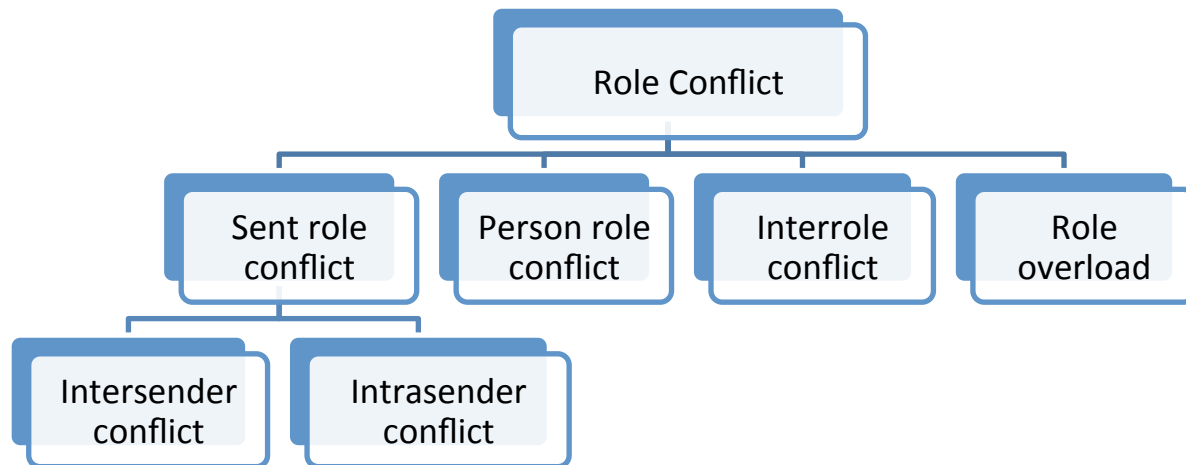 Role Conflict
Sent role
conflict
Person role
conflict
Interrole
conflict
Role
overload
Intersender
conflict
Intrasender
conflict